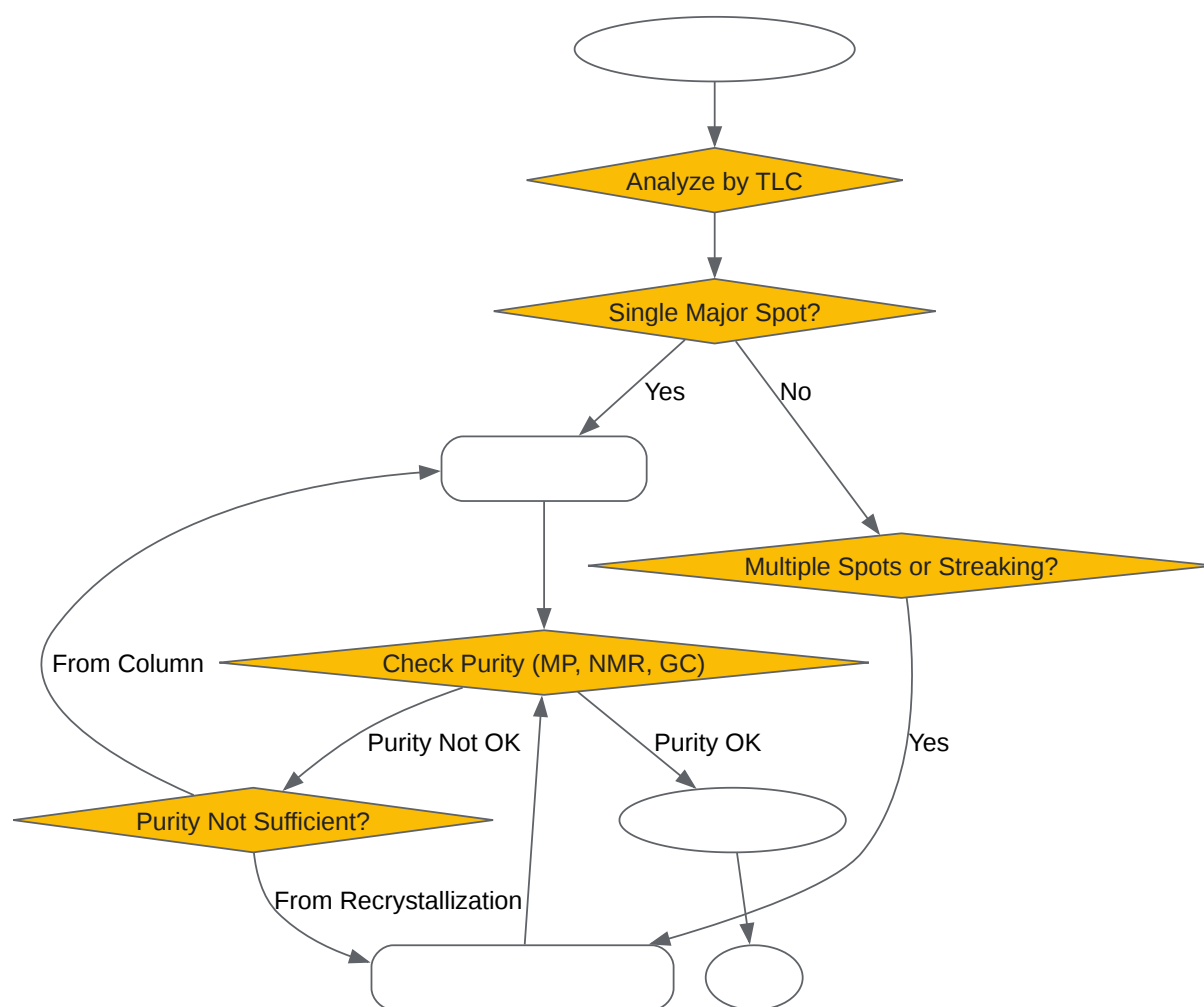 Analyze by TLC
Single Major Spot?
Yes
No
Multiple Spots or Streaking?
From Column
Check Purity (MP, NMR, GC)
Purity Not OK
Purity OK
Yes
Purity Not Sufficient?
From Recrystallization